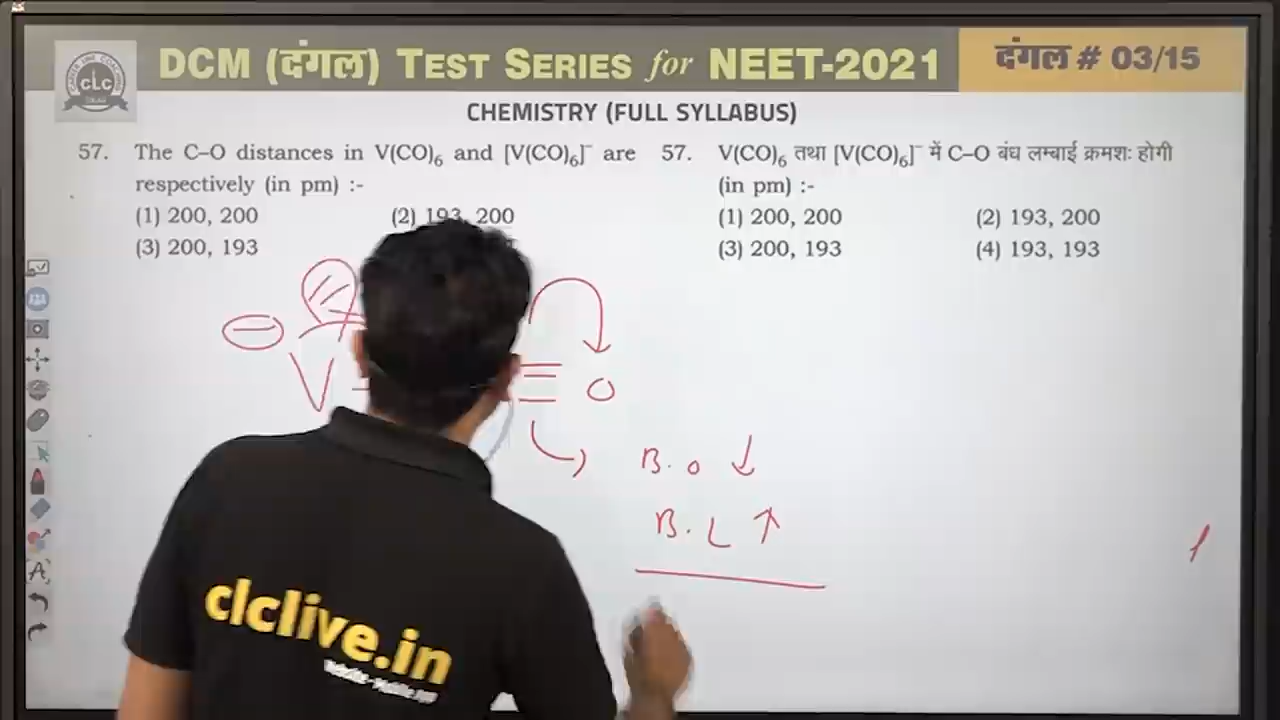 DCM (दंगल) TEST SERIES for NEET-2021
दंगल # 03/15
CLC
CHEMISTRY (FULL SYLLABUS)
57. The C–O distances in V(CO)₆ and [V(CO)₆]⁻ are respectively (in pm) :-
(1) 200, 200 (2) 193, 200
(3) 200, 193
57. V(CO)₆ तथा [V(CO)₆]⁻ में C–O बंध लम्बाई क्रमशः होगी
(in pm) :-
(1) 200, 200 (2) 193, 200
(3) 200, 193 (4) 193, 193
V ≡ O
B.O ↓
B.L ↑
clclive.in